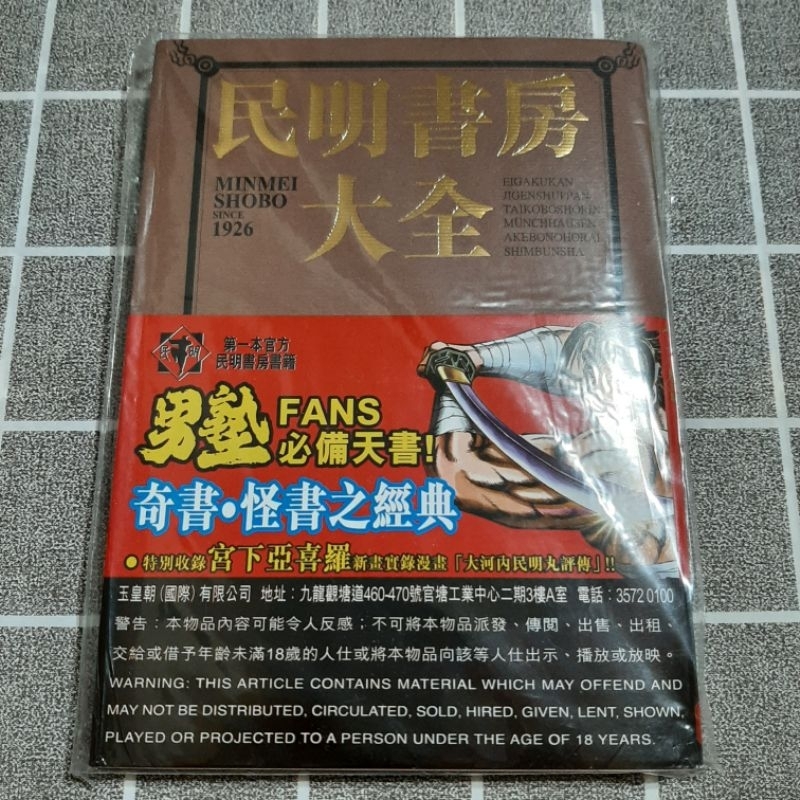 民明書房
大全
MINMEI
SHOBO
SINCE
1926
EIGAKUKAN
JIGENSHUPPAN
TAIKOBOSHORIN
MÜNCHHAUSEN
AKEBONOHORAI
SHIMBUNSHA
民明
第一本官方
民明書房書籍
男塾
FANS
必備天書!
奇書•怪書之經典
•特別收錄宮下亞喜羅新畫實錄漫畫「大河內民明丸評傳」!!
玉皇朝(國際)有限公司 地址：九龍觀塘道460-470號官塘工業中心二期3樓A室 電話：3572 0100
警告：本物品內容可能令人反感；不可將本物品派發、傳閱、出售、出租、
交給或借予年齡未滿18歲的人仕或將本物品向該等人仕出示、播放或放映。
WARNING: THIS ARTICLE CONTAINS MATERIAL WHICH MAY OFFEND AND
MAY NOT BE DISTRIBUTED, CIRCULATED, SOLD, HIRED, GIVEN, LENT, SHOWN,
PLAYED OR PROJECTED TO A PERSON UNDER THE AGE OF 18 YEARS.